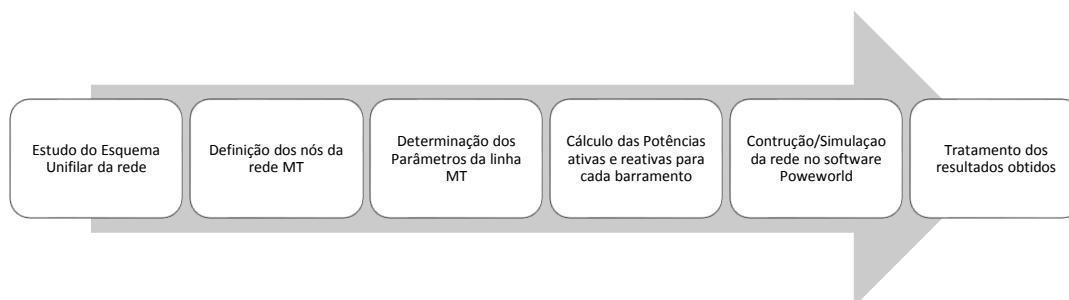 Estudo do Esquema
Unifilar da rede
Definição dos nós da
rede MT
Determinação dos
Parâmetros da linha
MT
Cálculo das Potências
ativas e reativas para
cada barramento
Contrução/Simulaçao
da rede no software
Poweworld
Tratamento dos
resultados obtidos